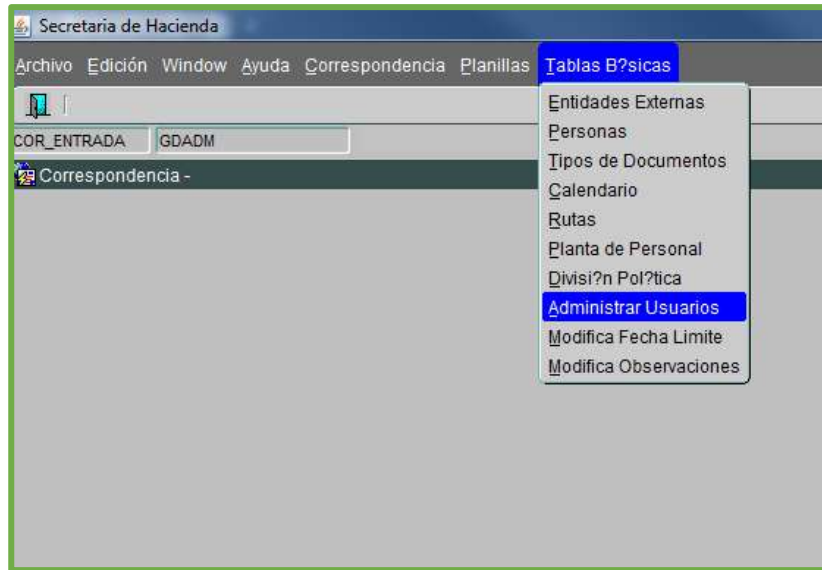 Secretaria de Hacienda
Archivo Edición Window Ayuda Correspondencia Planillas Tablas B?sicas
Entidades Externas
COR_ENTRADA GDADM
Personas
Tipos de Documentos
Correspondencia -
Calendario
Rutas
Planta de Personal
Divisi?n Pol?tica
Administrar Usuarios
Modifica Fecha Limite
Modifica Observaciones